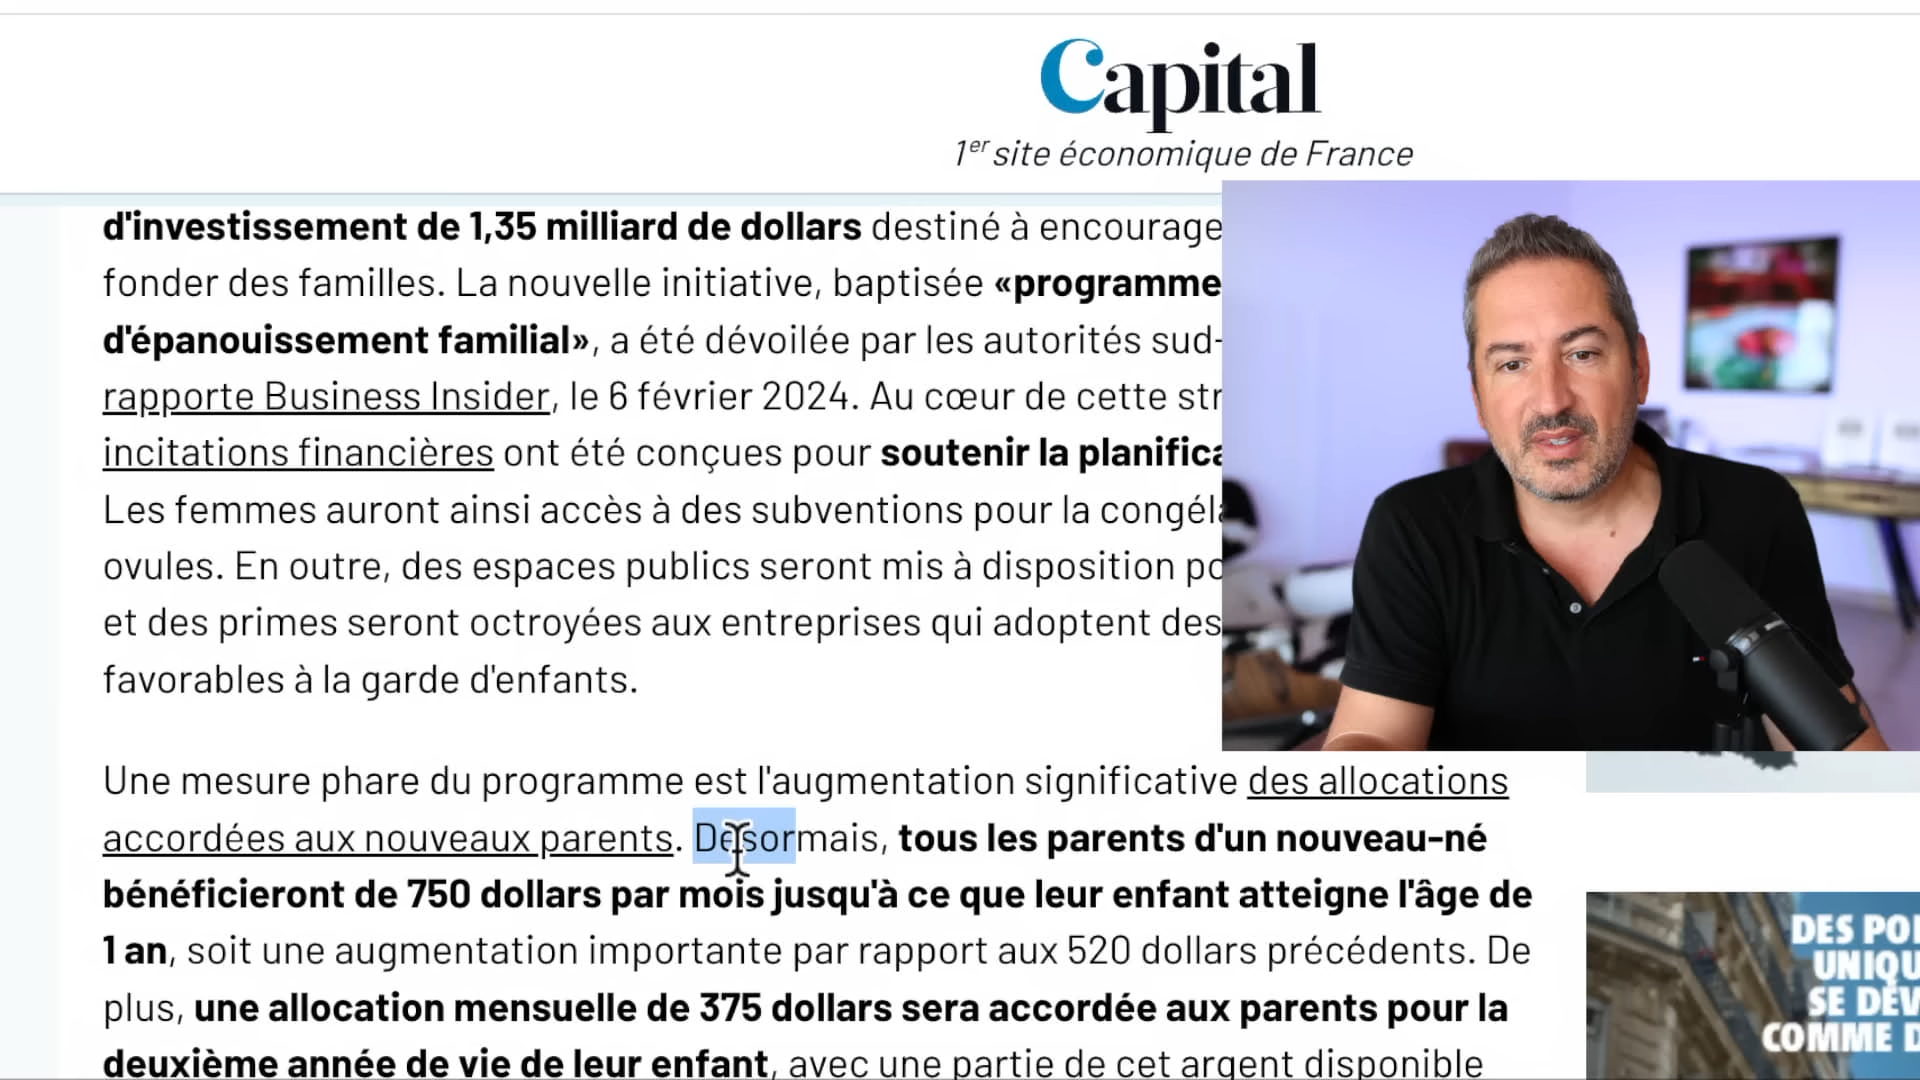 Capital
1er site économique de France
d'investissement de 1,35 milliard de dollars destiné à encourage
fonder des familles. La nouvelle initiative, baptisée «programme
d'épanouissement familial», a été dévoilée par les autorités sud-
rapporte Business Insider, le 6 février 2024. Au cœur de cette str
incitations financières ont été conçues pour soutenir la planifica
Les femmes auront ainsi accès à des subventions pour la congéla
ovules. En outre, des espaces publics seront mis à disposition po
et des primes seront octroyées aux entreprises qui adoptent des
favorables à la garde d'enfants.
Une mesure phare du programme est l'augmentation significative des allocations
accordées aux nouveaux parents. Désormais, tous les parents d'un nouveau-né
bénéficieront de 750 dollars par mois jusqu'à ce que leur enfant atteigne l'âge de
1 an, soit une augmentation importante par rapport aux 520 dollars précédents. De
plus, une allocation mensuelle de 375 dollars sera accordée aux parents pour la
deuxième année de vie de leur enfant, avec une partie de cet argent disponible
DES POI
UNIQU
SE DÉV
COMME D